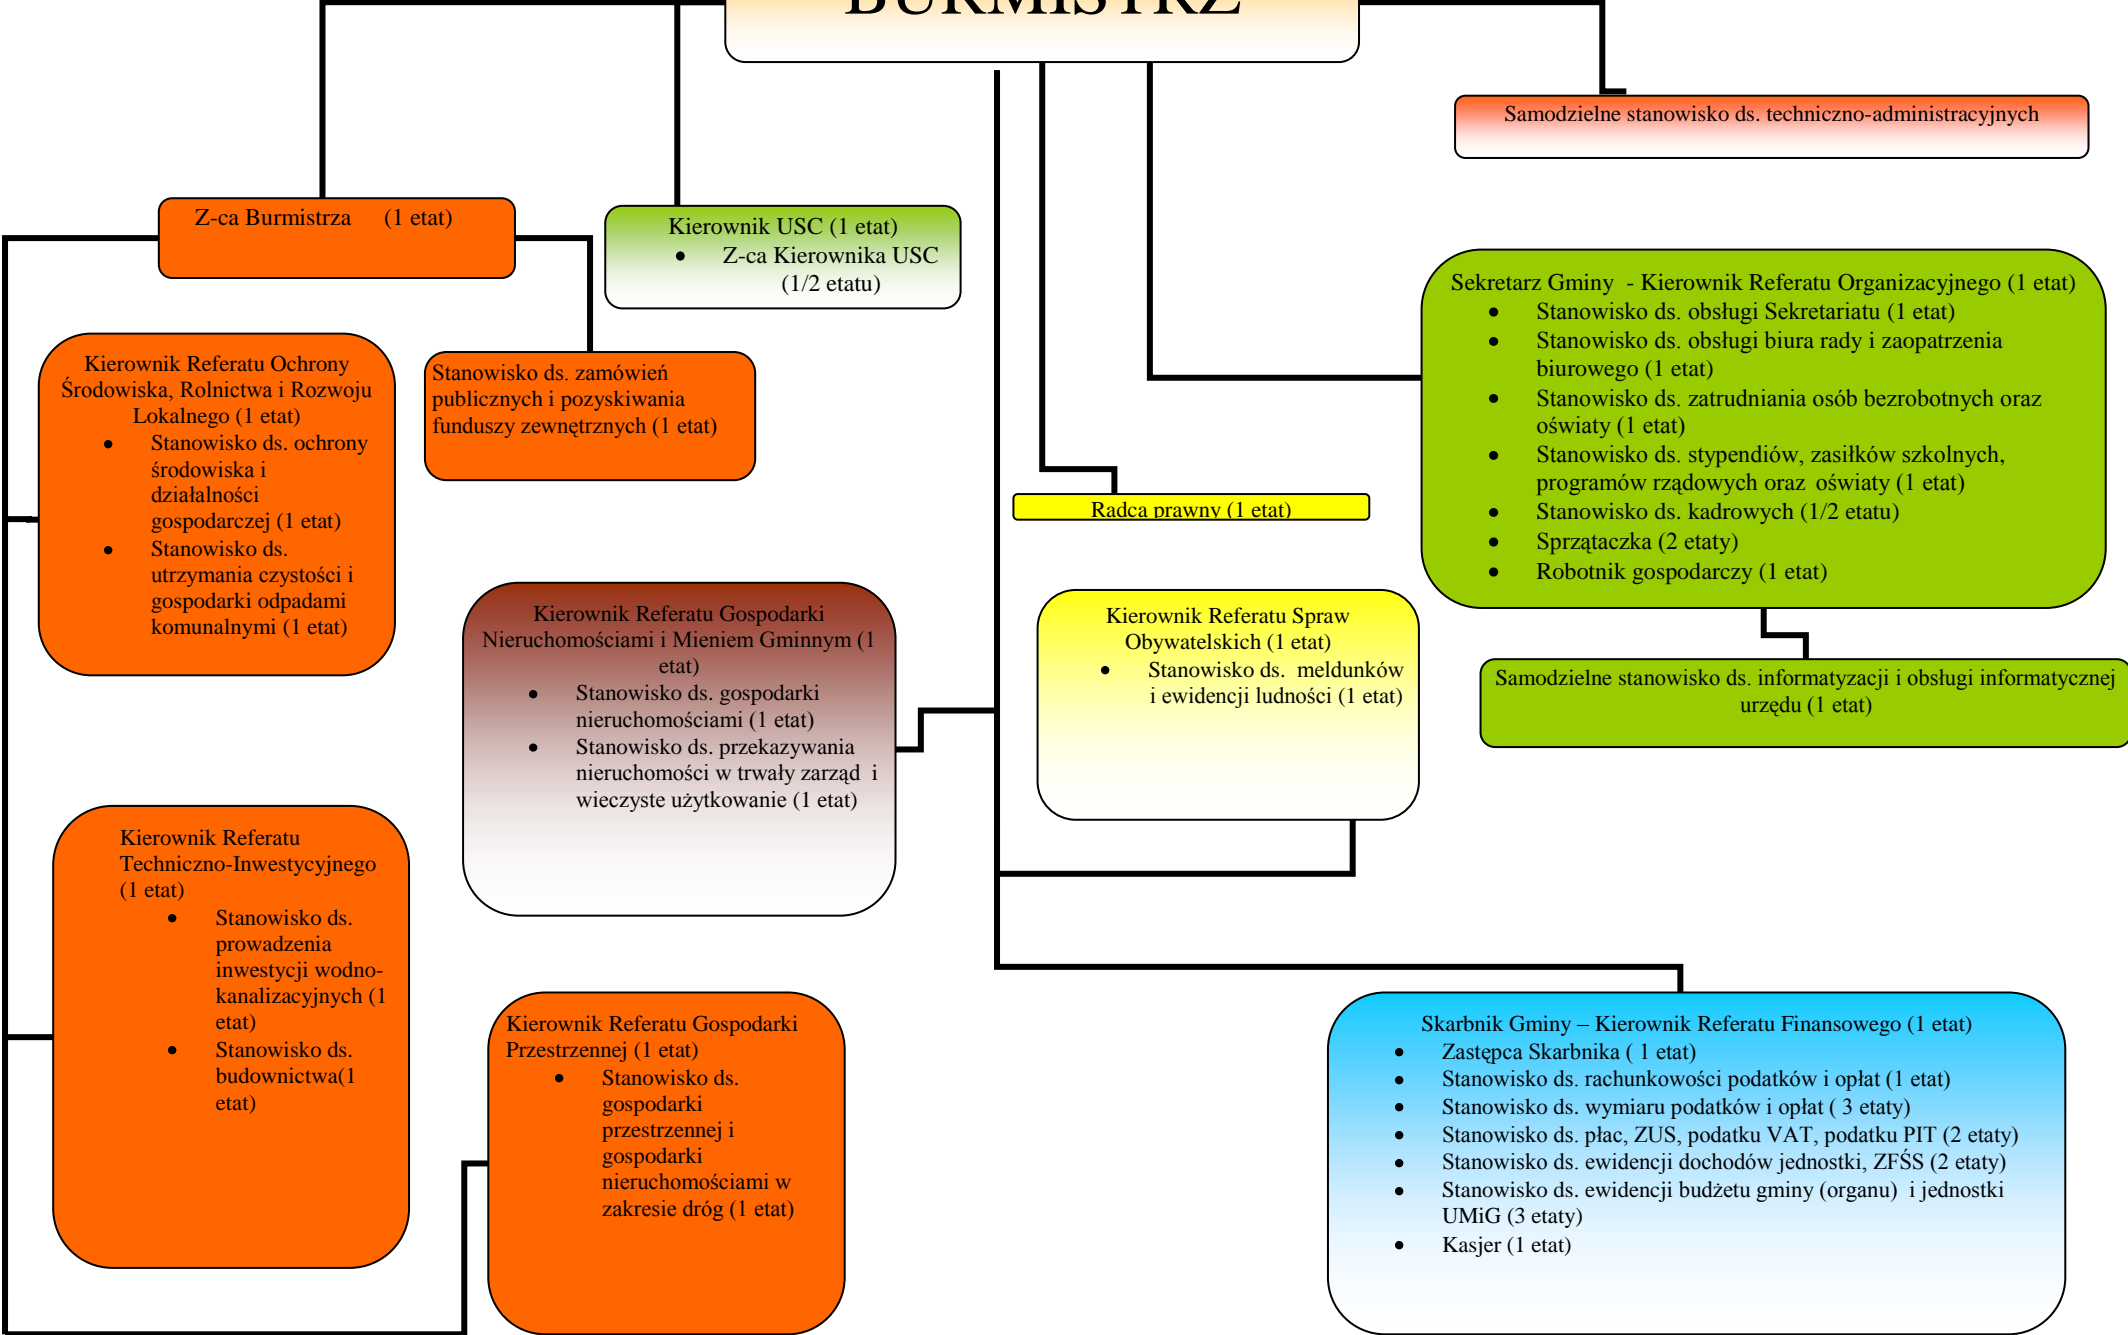 BURMISTRZ
Samodzielne stanowisko ds. techniczno-administracyjnych
Z-ca Burmistrza (1 etat)
Kierownik USC (1 etat)
• Z-ca Kierownika USC
(1/2 etatu)
Sekretarz Gminy - Kierownik Referatu Organizacyjnego (1 etat)
• Stanowisko ds. obsługi Sekretariatu (1 etat)
• Stanowisko ds. obsługi biura rady i zaopatrzenia
biurowego (1 etat)
• Stanowisko ds. zatrudniania osób bezrobotnych oraz
oświaty (1 etat)
• Stanowisko ds. stypendiów, zasiłków szkolnych,
programów rządowych oraz oświaty (1 etat)
• Stanowisko ds. kadrowych (1/2 etatu)
• Sprzątaczka (2 etaty)
• Robotnik gospodarczy (1 etat)
Kierownik Referatu Ochrony
Środowiska, Rolnictwa i Rozwoju
Lokalnego (1 etat)
• Stanowisko ds. ochrony
środowiska i
działalności
gospodarczej (1 etat)
• Stanowisko ds.
utrzymania czystości i
gospodarki odpadami
komunalnymi (1 etat)
Stanowisko ds. zamówień
publicznych i pozyskiwania
funduszy zewnętrznych (1 etat)
Radca prawny (1 etat)
Kierownik Referatu Gospodarki
Nieruchomościami i Mieniem Gminnym (1
etat)
• Stanowisko ds. gospodarki
nieruchomościami (1 etat)
• Stanowisko ds. przekazywania
nieruchomości w trwały zarząd i
wieczyste użytkowanie (1 etat)
Kierownik Referatu Spraw
Obywatelskich (1 etat)
• Stanowisko ds. meldunków
i ewidencji ludności (1 etat)
Samodzielne stanowisko ds. informatyzacji i obsługi informatycznej
urzędu (1 etat)
Kierownik Referatu
Techniczno-Inwestycyjnego
(1 etat)
• Stanowisko ds.
prowadzenia
inwestycji wodno-
kanalizacyjnych (1
etat)
• Stanowisko ds.
budownictwa(1
etat)
Kierownik Referatu Gospodarki
Przestrzennej (1 etat)
• Stanowisko ds.
gospodarki
przestrzennej i
gospodarki
nieruchomościami w
zakresie dróg (1 etat)
Skarbnik Gminy – Kierownik Referatu Finansowego (1 etat)
• Zastępca Skarbnika ( 1 etat)
• Stanowisko ds. rachunkowości podatków i opłat (1 etat)
• Stanowisko ds. wymiaru podatków i opłat ( 3 etaty)
• Stanowisko ds. płac, ZUS, podatku VAT, podatku PIT (2 etaty)
• Stanowisko ds. ewidencji dochodów jednostki, ZFŚS (2 etaty)
• Stanowisko ds. ewidencji budżetu gminy (organu) i jednostki
UMiG (3 etaty)
• Kasjer (1 etat)